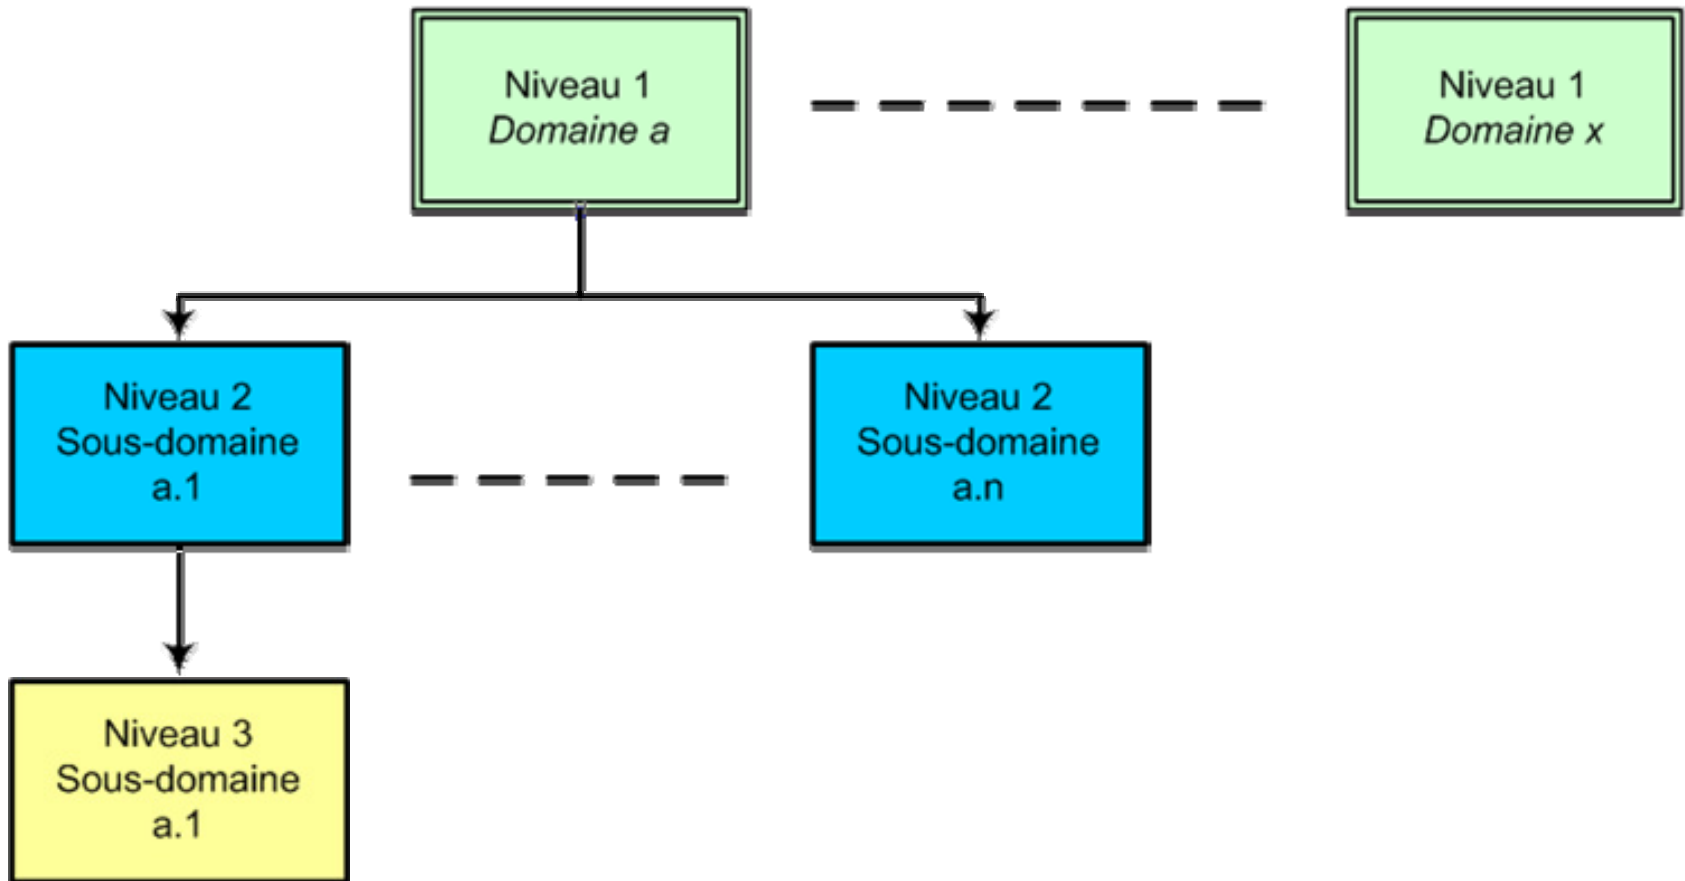 Niveau 1
Domaine a
Niveau 1
Domaine x
Niveau 2
Sous-domaine
a.1
Niveau 2
Sous-domaine
a.n
Niveau 3
Sous-domaine
a.1